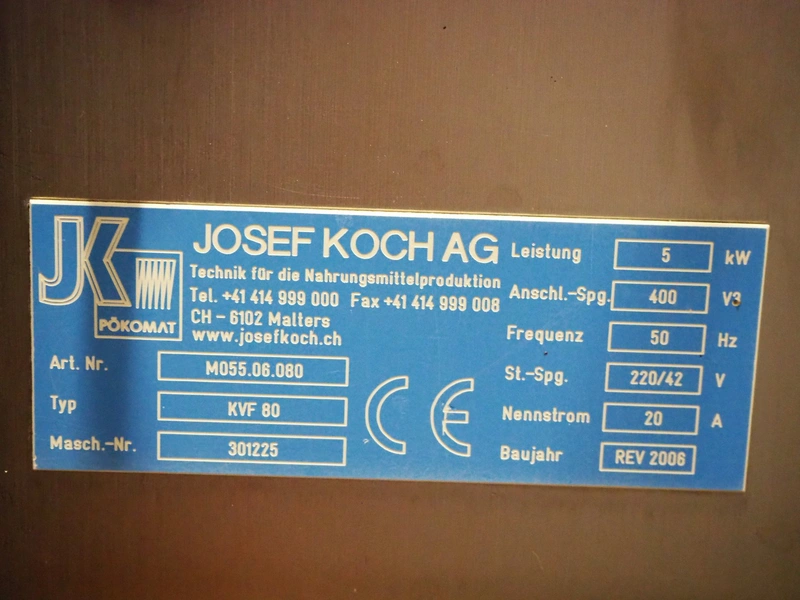 JK
PÖKOMAT
JOSEF KOCH AG
Technik für die Nahrungsmittelproduktion
Tel. +41 414 999 000 Fax +41 414 999 008
CH - 6102 Malters
www.josefkoch.ch
Art. Nr. M055.06.080
Typ KVF 80
Masch.-Nr. 301225
CE
Leistung 5 kW
Anschl.-Spg. 400 V3
Frequenz 50 Hz
St.-Spg. 220/42 V
Nennstrom 20 A
Baujahr REV 2006